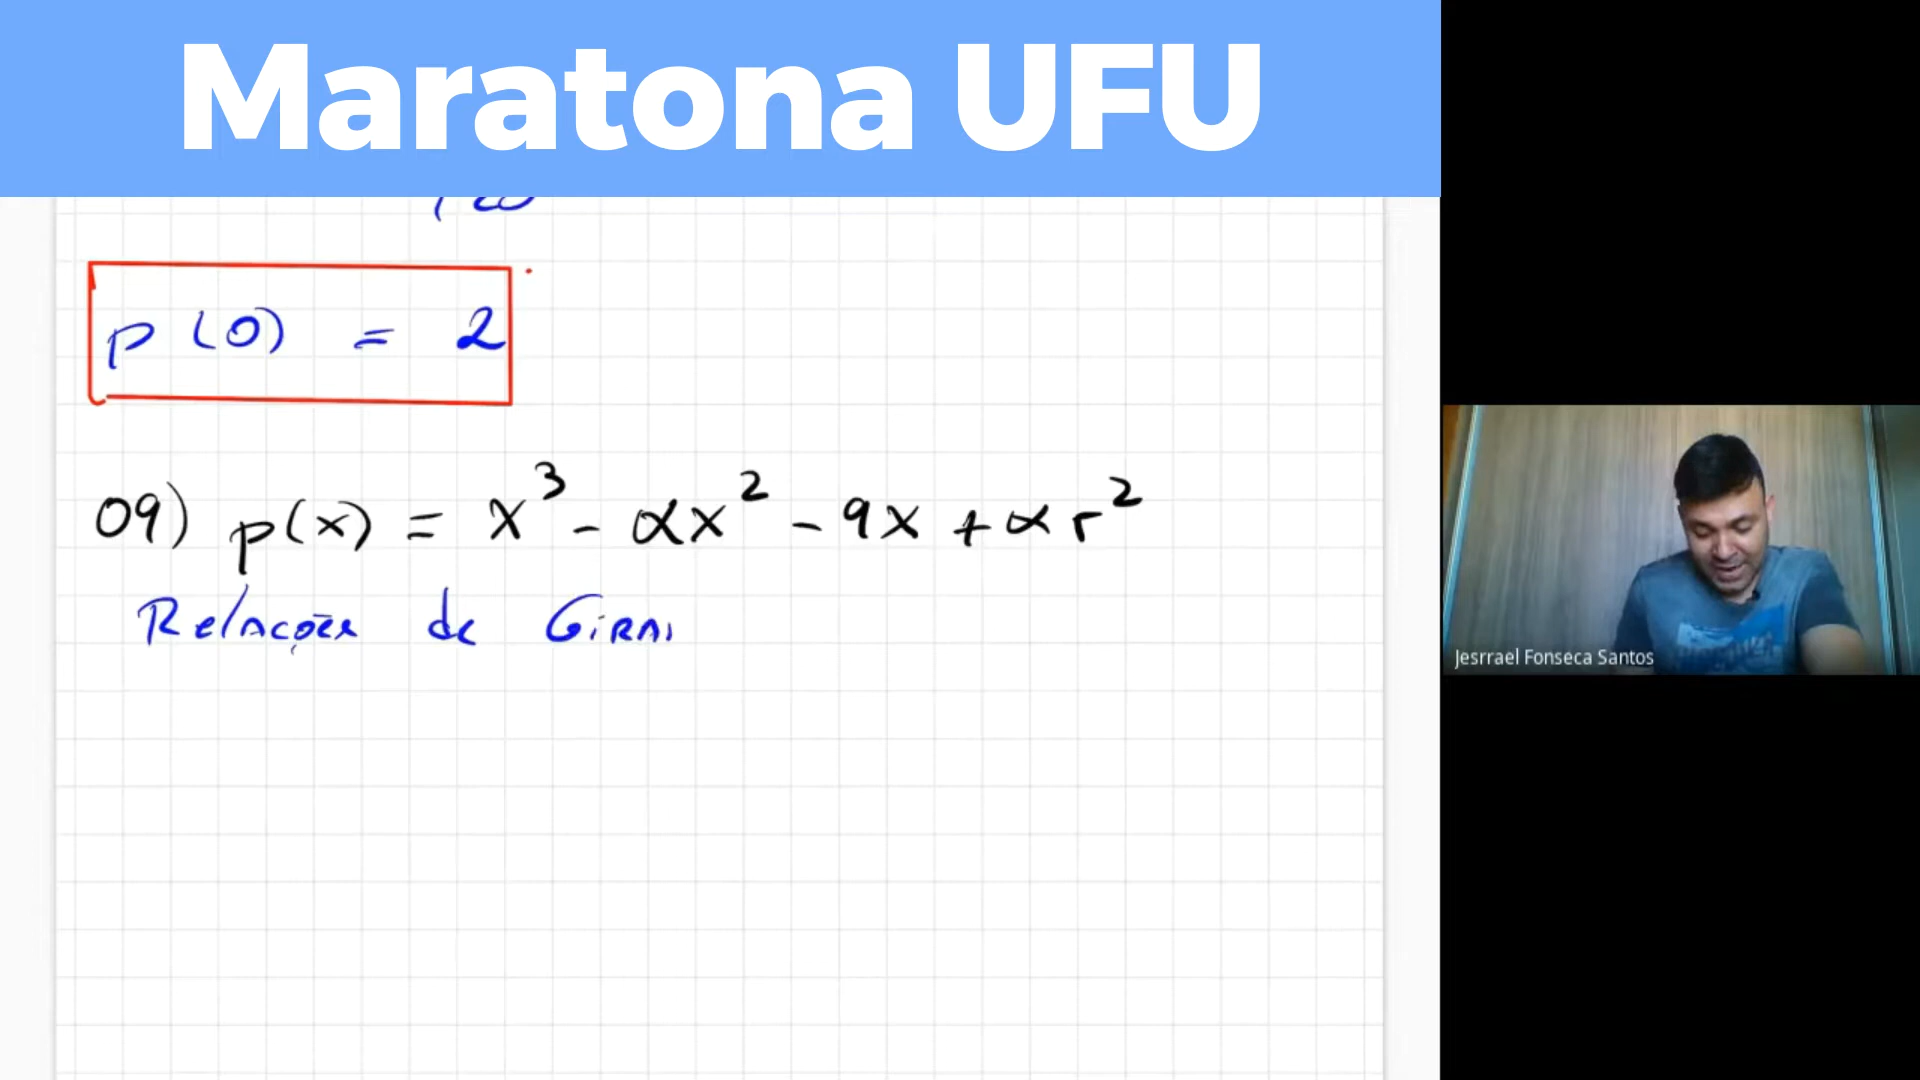 Maratona UFU
p (0) = 2
09) p(x) = x³ - αx² - 9x + αr²
Relações de Girar
Jesrrael Fonseca Santos